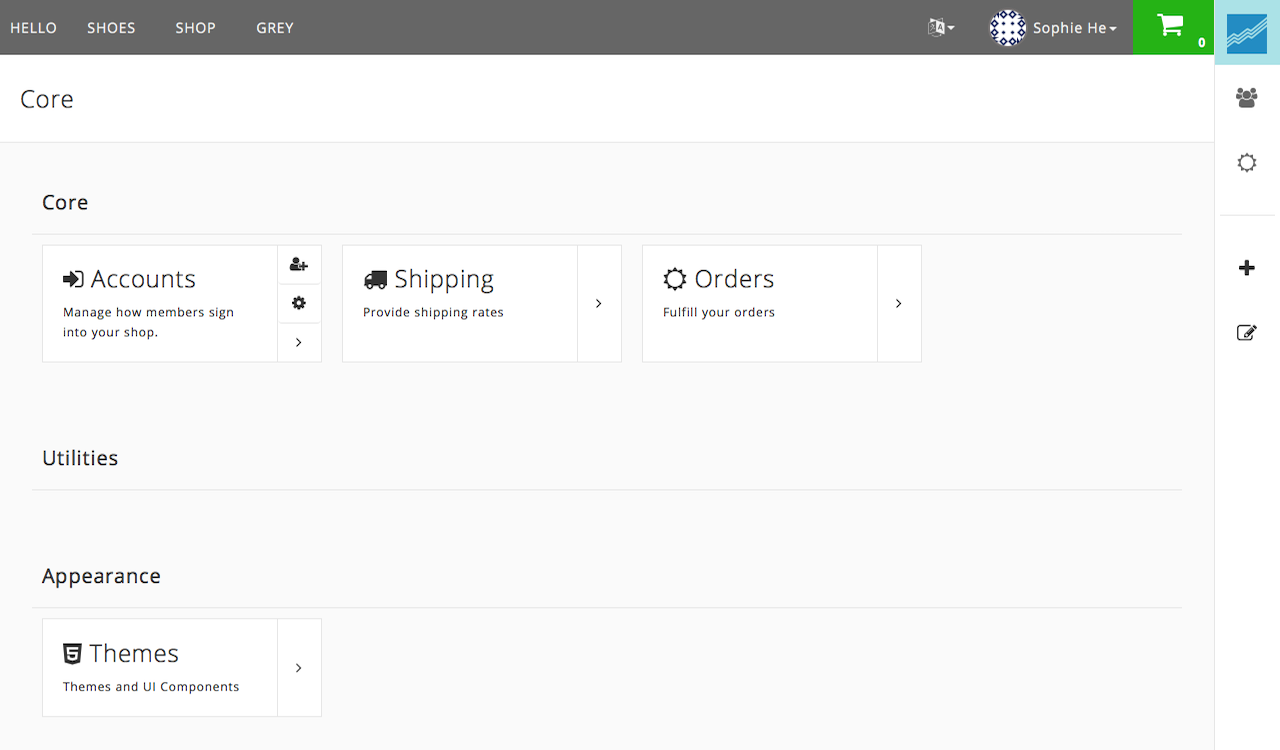 HELLO SHOES SHOP GREY Sophie He 0
Core
Core
Accounts
Manage how members sign
into your shop.
Shipping
Provide shipping rates
Orders
Fulfill your orders
Utilities
Appearance
Themes
Themes and UI Components